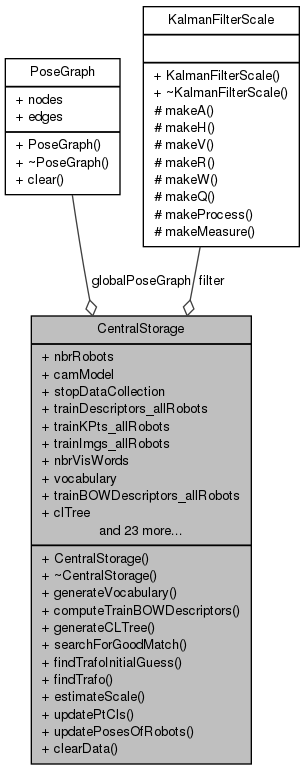 KalmanFilterScale
+ KalmanFilterScale()
+ ~KalmanFilterScale()
# makeA()
# makeH()
# makeV()
# makeR()
# makeW()
# makeQ()
# makeProcess()
# makeMeasure()
PoseGraph
+ nodes
+ edges
+ PoseGraph()
+ ~PoseGraph()
+ clear()
globalPoseGraph
filter
CentralStorage
+ nbrRobots
+ camModel
+ stopDataCollection
+ trainDescriptors_allRobots
+ trainKPts_allRobots
+ trainImgs_allRobots
+ nbrVisWords
+ vocabulary
+ trainBOWDescriptors_allRobots
+ clTree
and 23 more...
+ CentralStorage()
+ ~CentralStorage()
+ generateVocabulary()
+ computeTrainBOWDescriptors()
+ generateCLTree()
+ searchForGoodMatch()
+ findTrafoInitialGuess()
+ findTrafo()
+ estimateScale()
+ updatePtCls()
+ updatePosesOfRobots()
+ clearData()